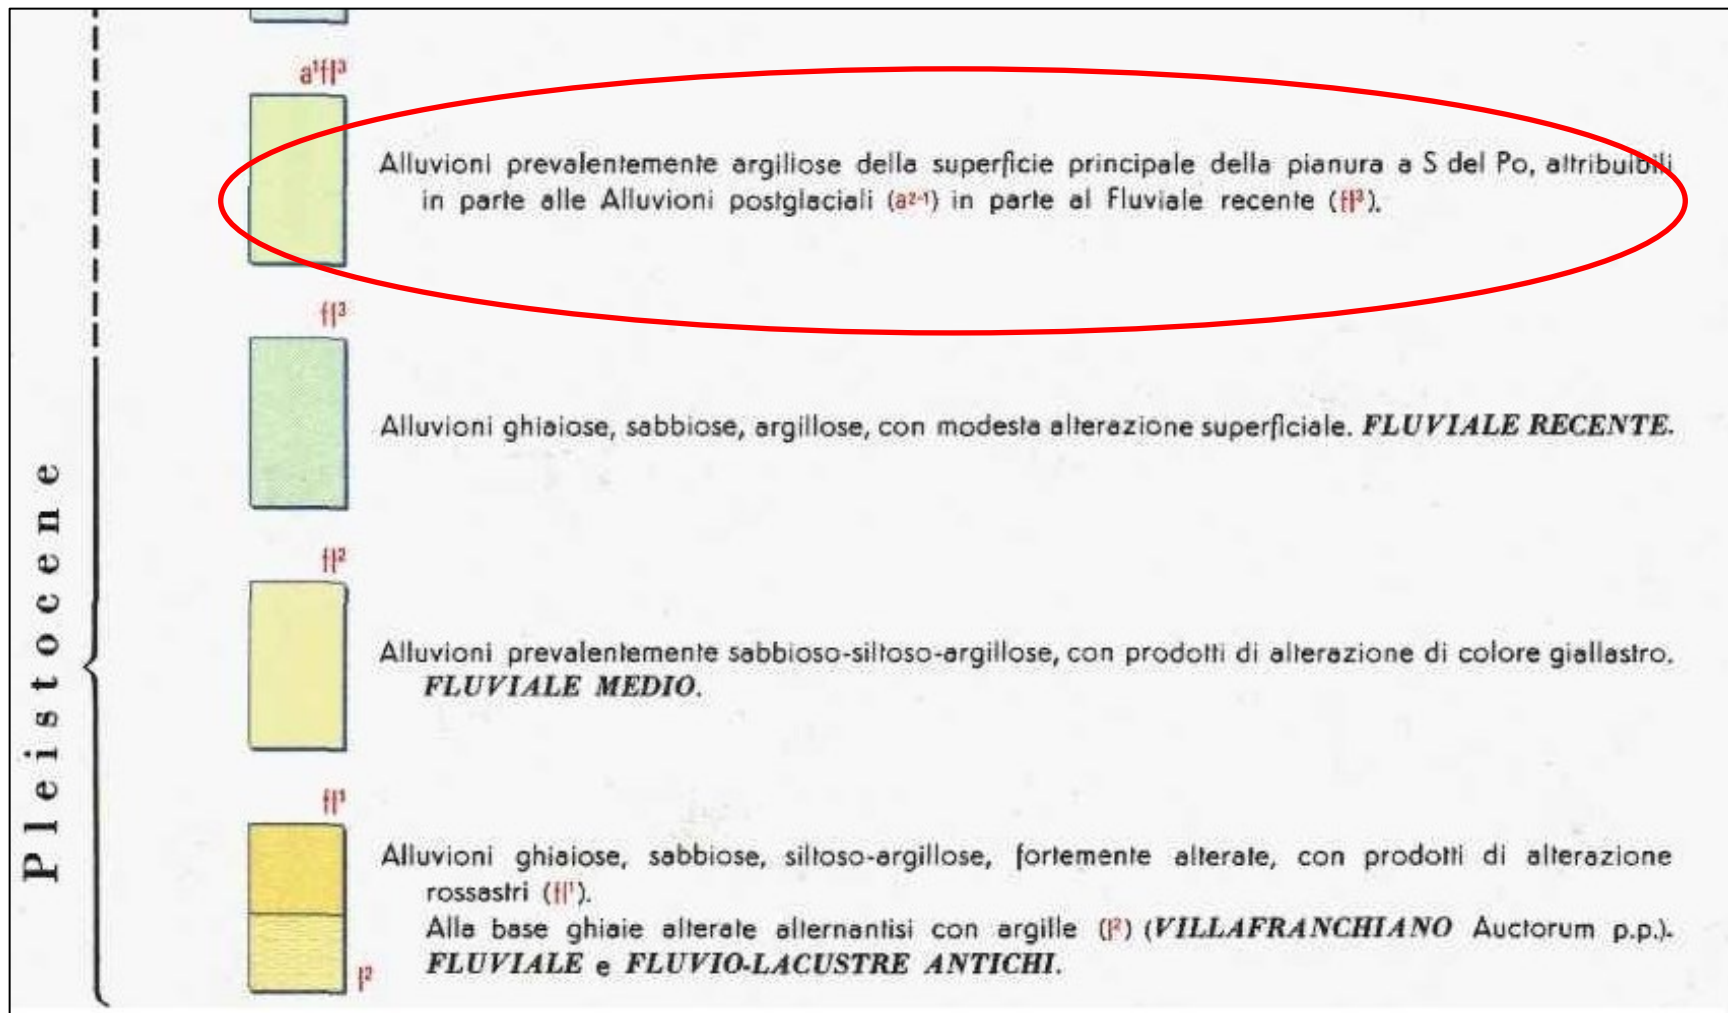 a¹fl³
Alluvioni prevalentemente argillose della superficie principale della pianura a S del Po, attribuibili
in parte alle Alluvioni postglaciali (a²⁻¹) in parte al Fluviale recente (fl³).
fl³
Alluvioni ghiaiose, sabbiose, argillose, con modesta alterazione superficiale. FLUVIALE RECENTE.
fl²
Alluvioni prevalentemente sabbioso-siltoso-argillose, con prodotti di alterazione di colore giallastro.
FLUVIALE MEDIO.
fl¹
Alluvioni ghiaiose, sabbiose, siltoso-argillose, fortemente alterate, con prodotti di alterazione
rossastri (fl¹).
Alla base ghiaie alterate alternantisi con argille (l²) (VILLAFRANCHIANO Auctorum p.p.).
FLUVIALE e FLUVIO-LACUSTRE ANTICHI.
l²
Pleistocene